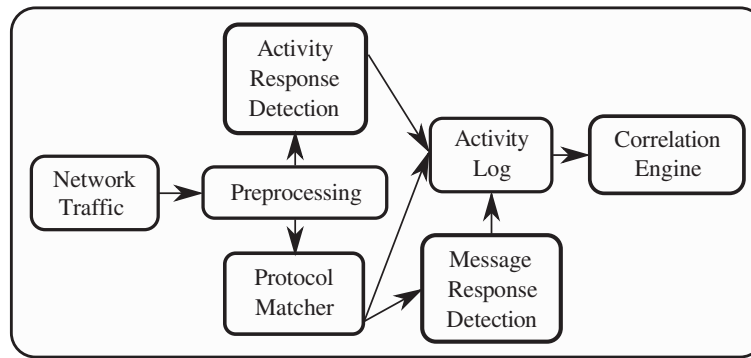 Activity
Response
Detection
Network
Traffic
Preprocessing
Protocol
Matcher
Activity
Log
Message
Response
Detection
Correlation
Engine